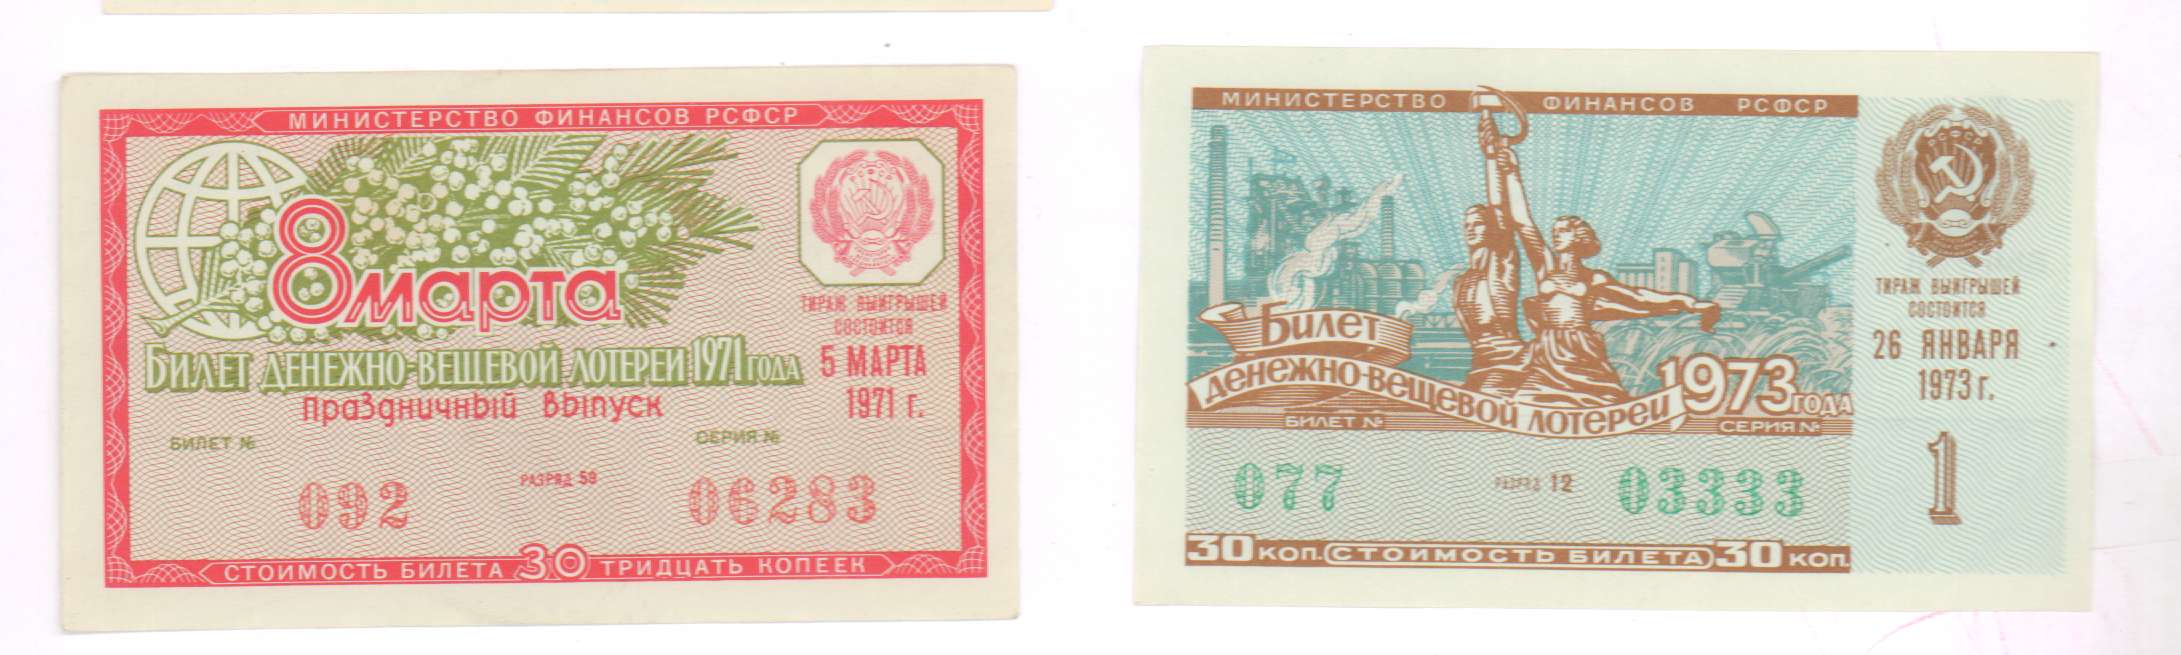 МИНИСТЕРСТВО ФИНАНСОВ РСФСР
8 марта
ТИРАЖ ВЫИГРЫШЕЙ
СОСТОИТСЯ
5 МАРТА
1971 г.
БИЛЕТ ДЕНЕЖНО-ВЕЩЕВОЙ ЛОТЕРЕИ 1971 ГОДА
Праздничный выпуск
БИЛЕТ №
СЕРИЯ №
092
РАЗРЯД 59
06283
СТОИМОСТЬ БИЛЕТА 30 ТРИДЦАТЬ КОПЕЕК
МИНИСТЕРСТВО ФИНАНСОВ РСФСР
ТИРАЖ ВЫИГРЫШЕЙ
СОСТОИТСЯ
26 ЯНВАРЯ
1973 г.
1
Билет
денежно-вещевой лотереи 1973 ГОДА
БИЛЕТ №
СЕРИЯ №
077
РАЗРЯД 12
03333
30 КОП. СТОИМОСТЬ БИЛЕТА 30 КОП.